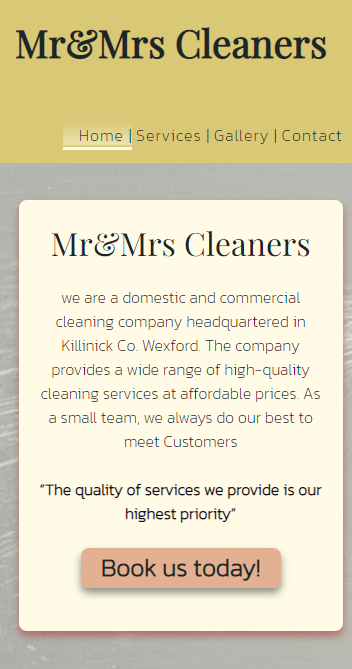 Mr&Mrs Cleaners
Home | Services | Gallery | Contact
Mr&Mrs Cleaners
we are a domestic and commercial
cleaning company headquartered in
Killinick Co. Wexford. The company
provides a wide range of high-quality
cleaning services at affordable prices. As
a small team, we always do our best to
meet Customers
“The quality of services we provide is our
highest priority”
Book us today!